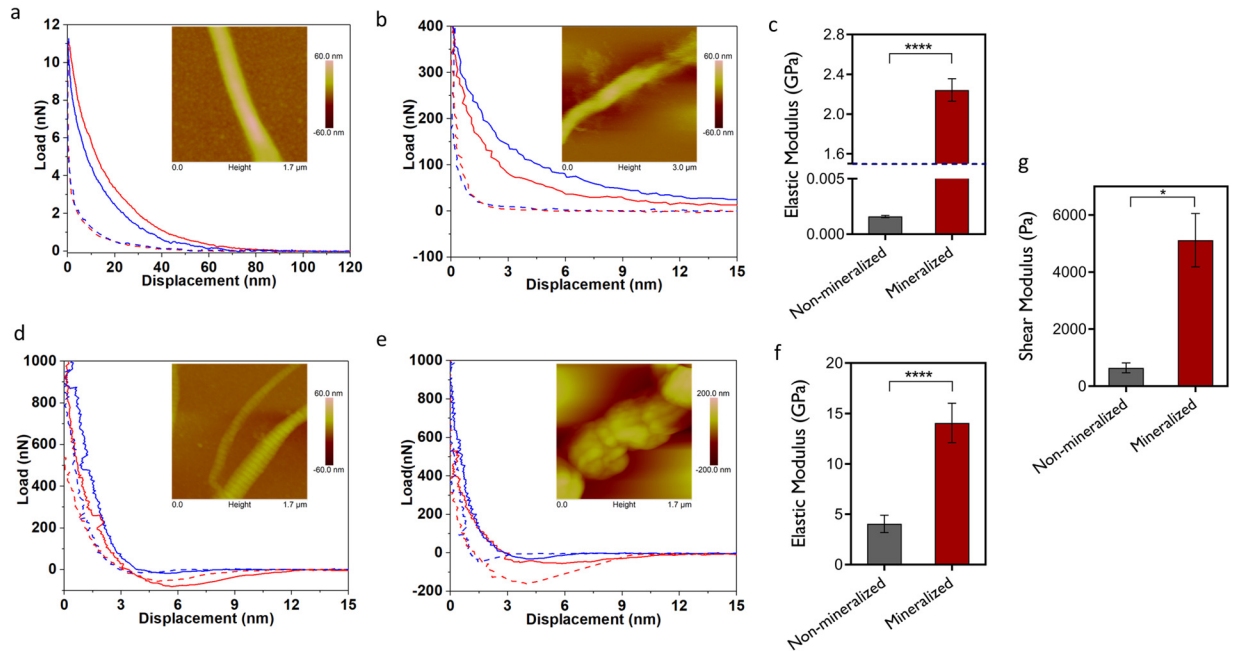 a
12
10
8
6
4
2
0
Load (nN)
0 20 40 60 80 100 120
Displacement (nm)
60.0 nm
-60.0 nm
0.0 Height 1.7 µm
b
400
300
200
100
0
-100
Load (nN)
0 3 6 9 12 15
Displacement (nm)
60.0 nm
-60.0 nm
0.0 Height 3.0 µm
c
2.8
2.4
2.0
1.6
0.005
0.000
Elastic Modulus (GPa)
****
Non-mineralized
Mineralized
d
1000
800
600
400
200
0
-200
Load (nN)
0 3 6 9 12 15
Displacement (nm)
60.0 nm
-60.0 nm
0.0 Height 1.7 µm
e
1000
900
800
700
600
500
400
300
200
100
0
-200
Load(nN)
0 3 6 9 12 15
Displacement (nm)
200.0 nm
-200.0 nm
0.0 Height 1.7 µm
f
20
15
10
5
0
Elastic Modulus (GPa)
****
Non-mineralized
Mineralized
g
6000
4000
2000
0
Shear Modulus (Pa)
*
Non-mineralized
Mineralized